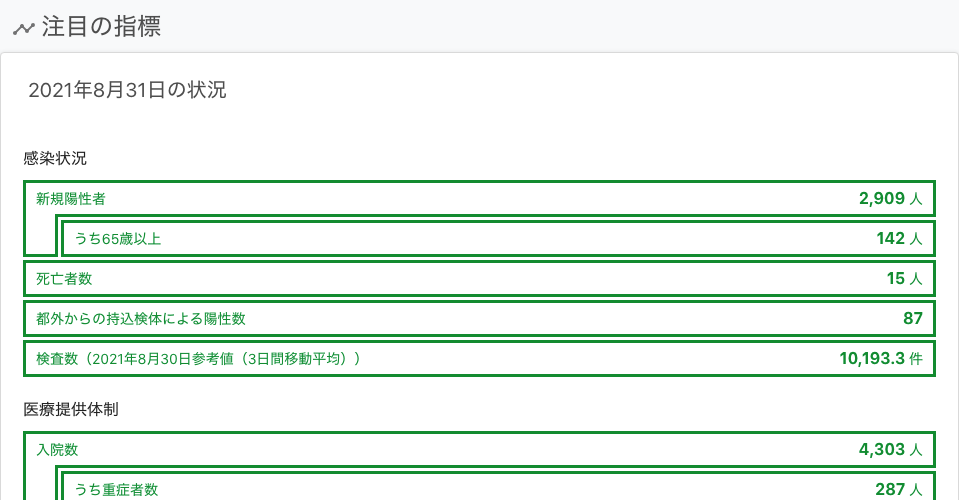 注目の指標
2021年8月31日の状況
感染状況
新規陽性者 2,909 人
うち65歳以上 142 人
死亡者数 15 人
都外からの持込検体による陽性数 87
検査数（2021年8月30日参考値（3日間移動平均）） 10,193.3 件
医療提供体制
入院数 4,303 人
うち重症者数 287 人